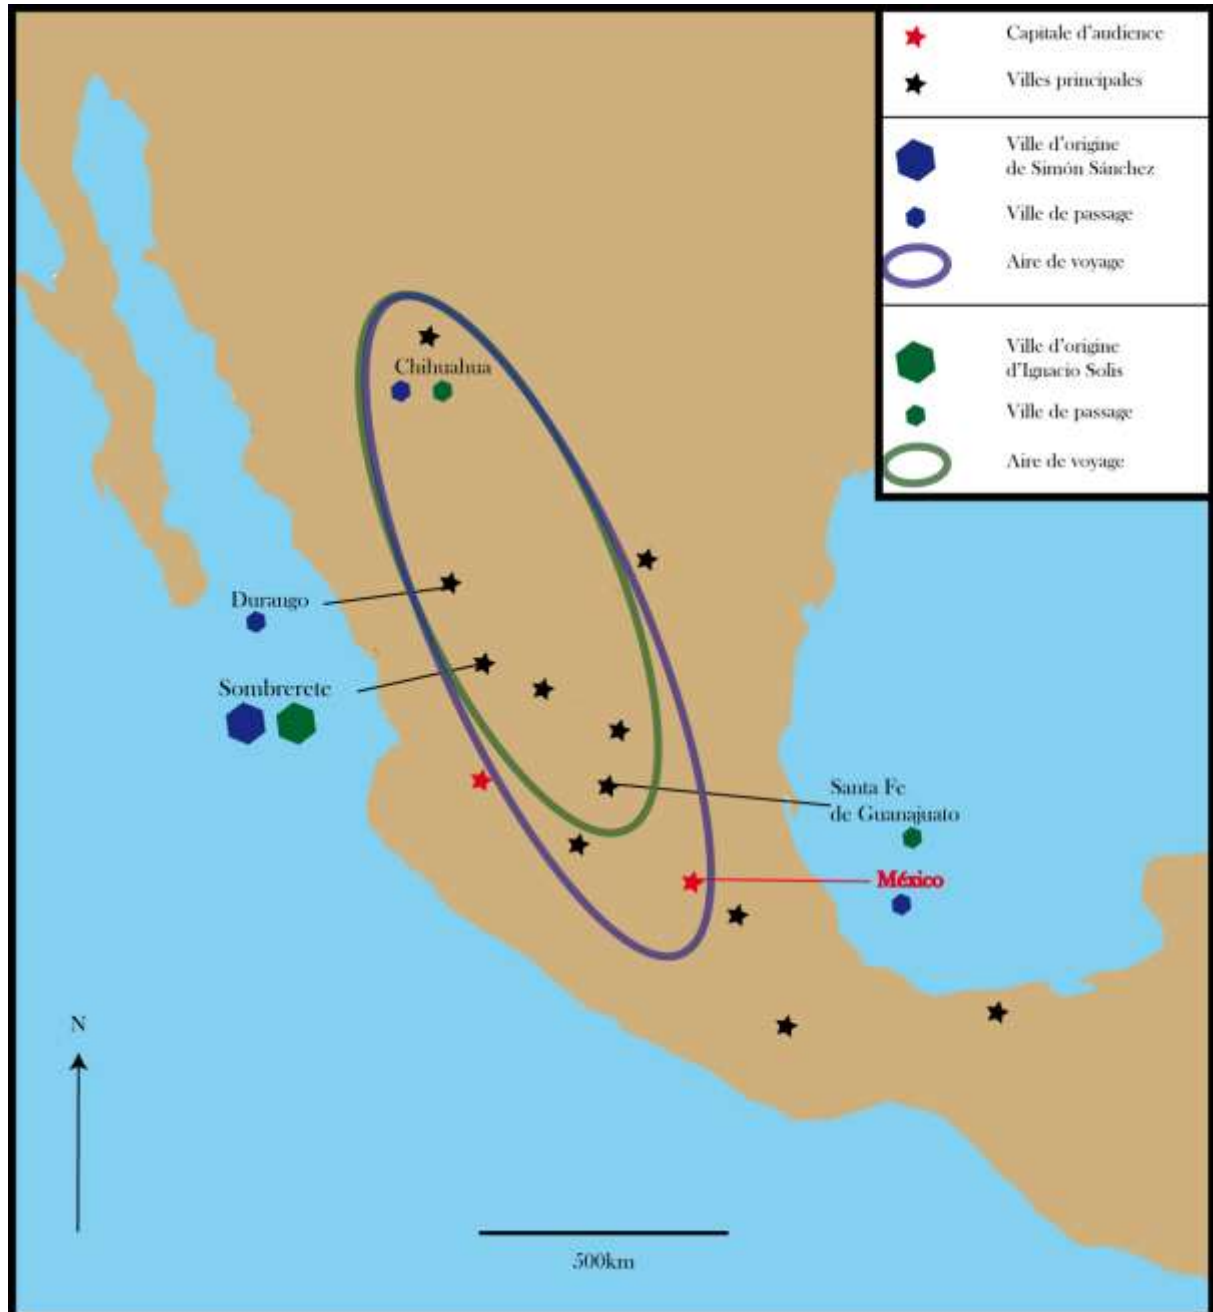 Capitale d'audience
Villes principales
Ville d'origine
de Simón Sánchez
Ville de passage
Aire de voyage
Ville d'origine
d'Ignacio Solis
Ville de passage
Aire de voyage
Chihuahua
Durango
Sombrerete
Santa Fe
de Guanajuato
México
N
500km